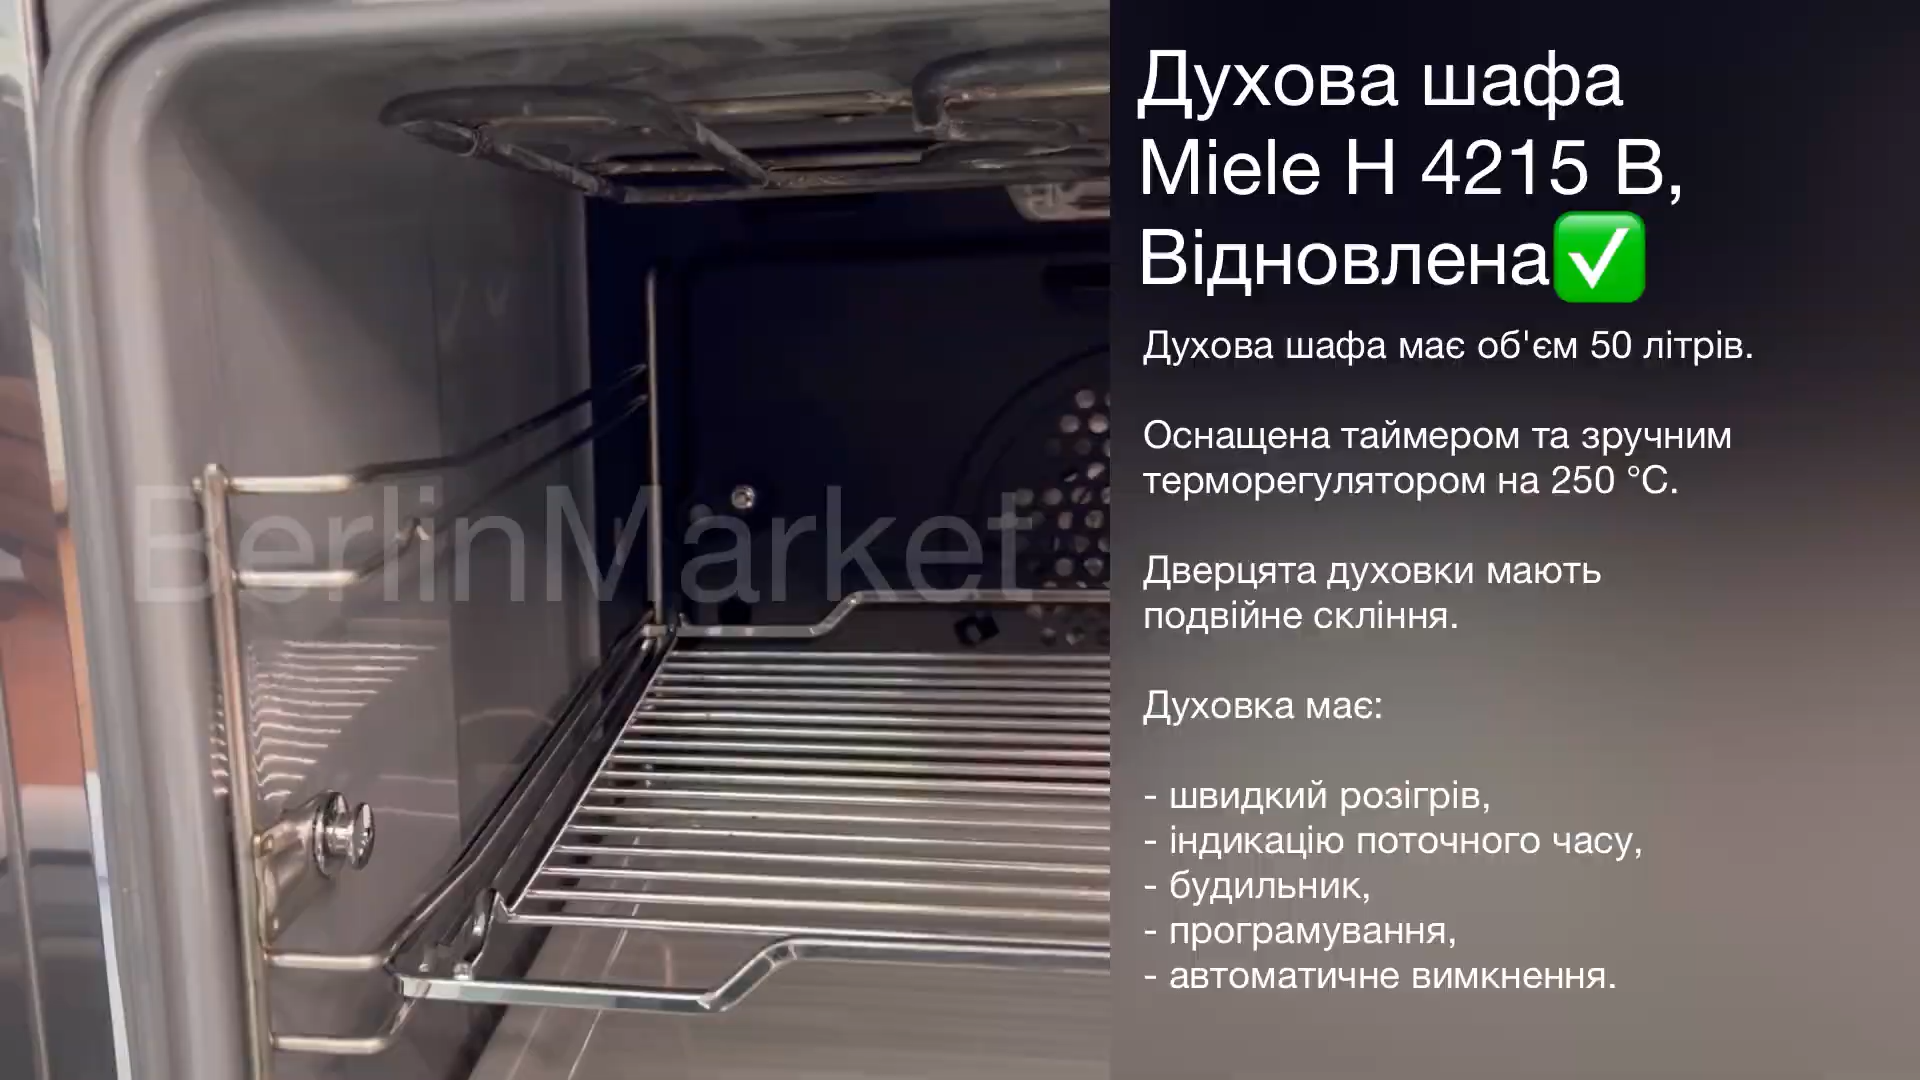 Духова шафа
Miele H 4215 B,
Відновлена✅
Духова шафа має об'єм 50 літрів.
Оснащена таймером та зручним
терморегулятором на 250 °C.
Дверцята духовки мають
подвійне скління.
Духовка має:
- швидкий розігрів,
- індикацію поточного часу,
- будильник,
- програмування,
- автоматичне вимкнення.
BerlinMarket